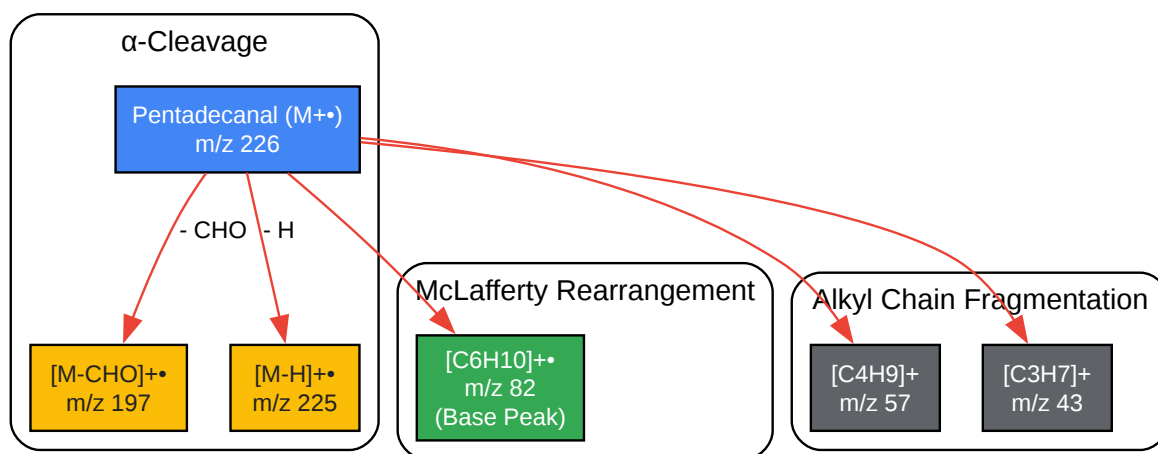 α-Cleavage
Pentadecanal (M+•)
m/z 226
- CHO
- H
McLafferty Rearrangement
Alkyl Chain Fragmentation
[M-CHO]+•
m/z 197
[M-H]+•
m/z 225
[C6H10]+•
m/z 82
(Base Peak)
[C4H9]+
m/z 57
[C3H7]+
m/z 43